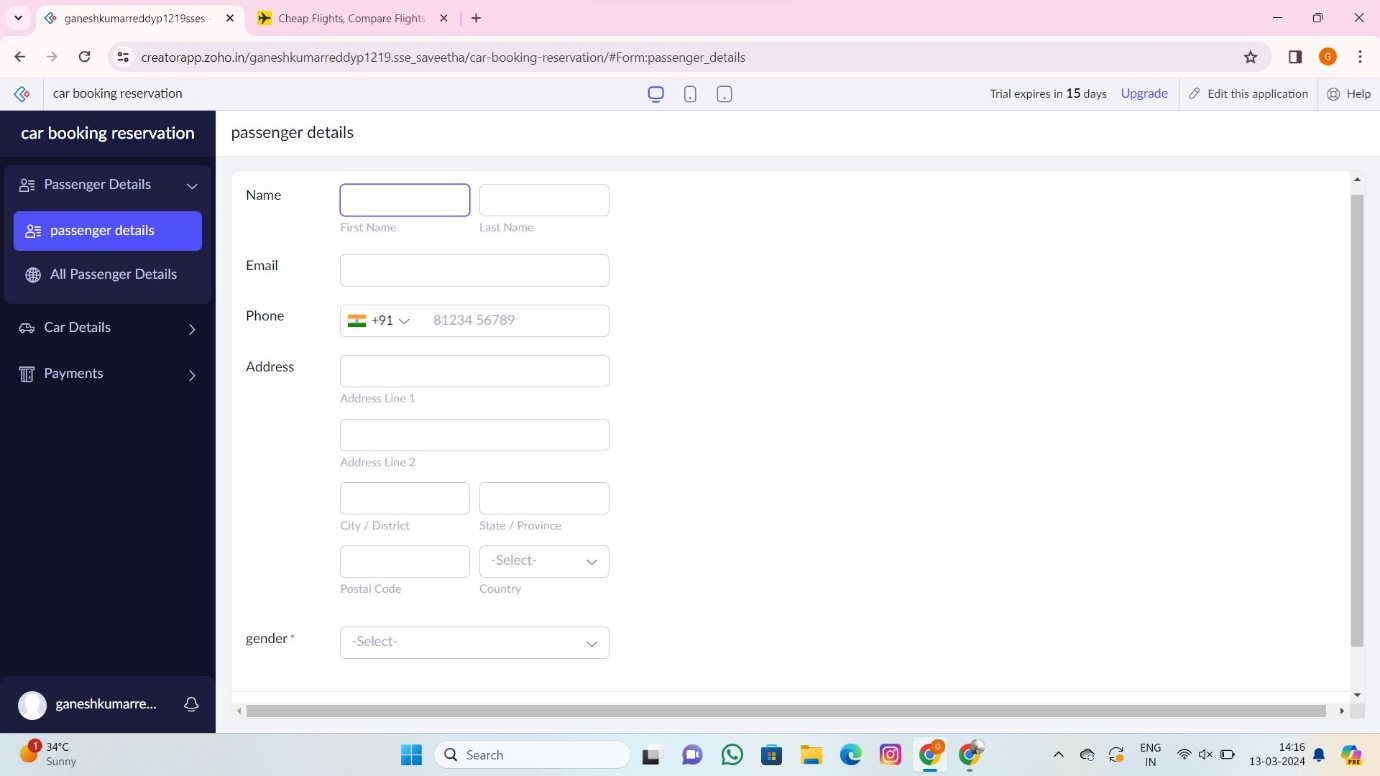 ganeshkumarreddyp1219sses -
Cheap Flights, Compare Flights
creatorapp.zoho.in/ganeshkumarreddyp1219.sse_saveetha/car-booking-reservation/#Form:passenger_details
G
car booking reservation
Trial expires in 15 days Upgrade Edit this application Help
car booking reservation
Passenger Details
passenger details
All Passenger Details
Car Details
Payments
ganeshkumarre...
passenger details
Name
First Name Last Name
Email
Phone +91 81234 56789
Address
Address Line 1
Address Line 2
City / District State / Province
-Select-
Postal Code Country
gender * -Select-
1 34°C
Sunny
Search
ENG
IN
14:16
13-03-2024
PRE